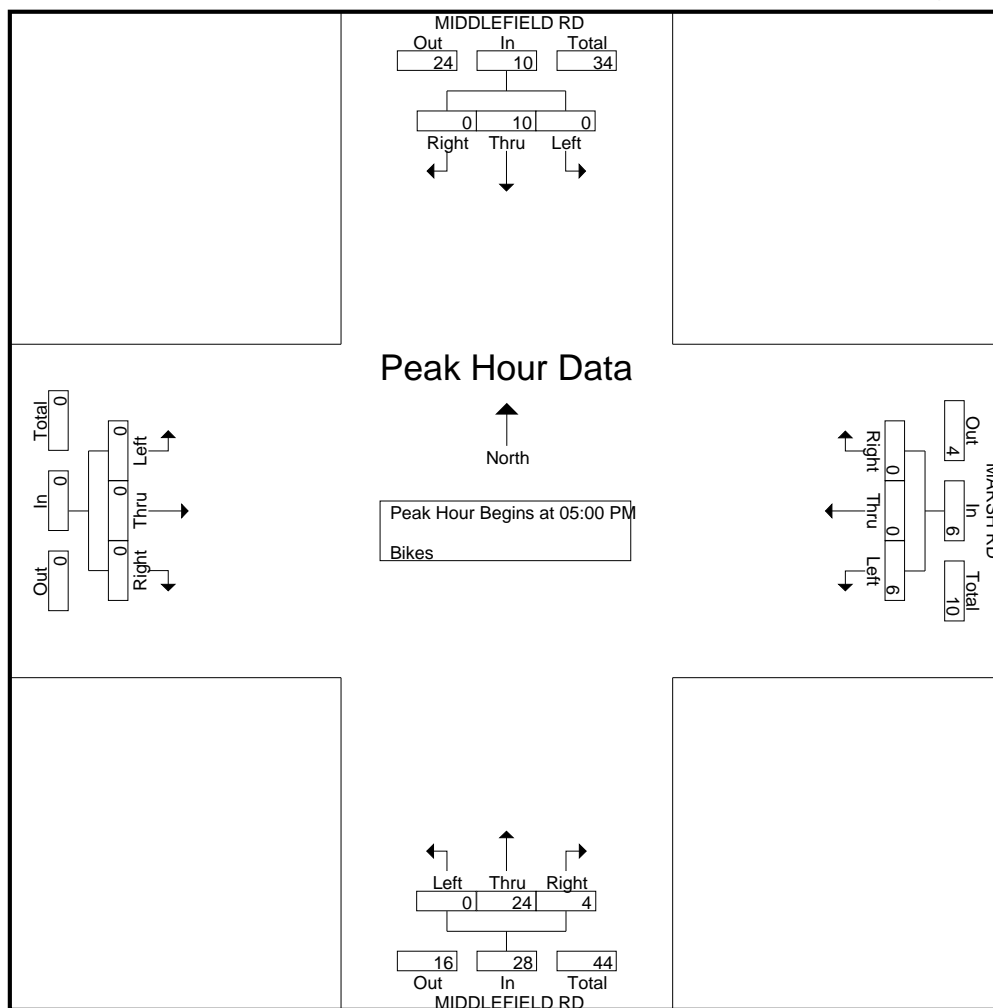 MIDDLEFIELD RD
Out In Total
24 10 34
0 10 0
Right Thru Left
Peak Hour Data
North
Peak Hour Begins at 05:00 PM
Bikes
Total In Out
0 0 0
0 0 0
Left Thru Right
Right Thru Left
0 0 6
Out In Total
4 6 10
MARSH RD
Left Thru Right
0 24 4
16 28 44
Out In Total
MIDDLEFIELD RD